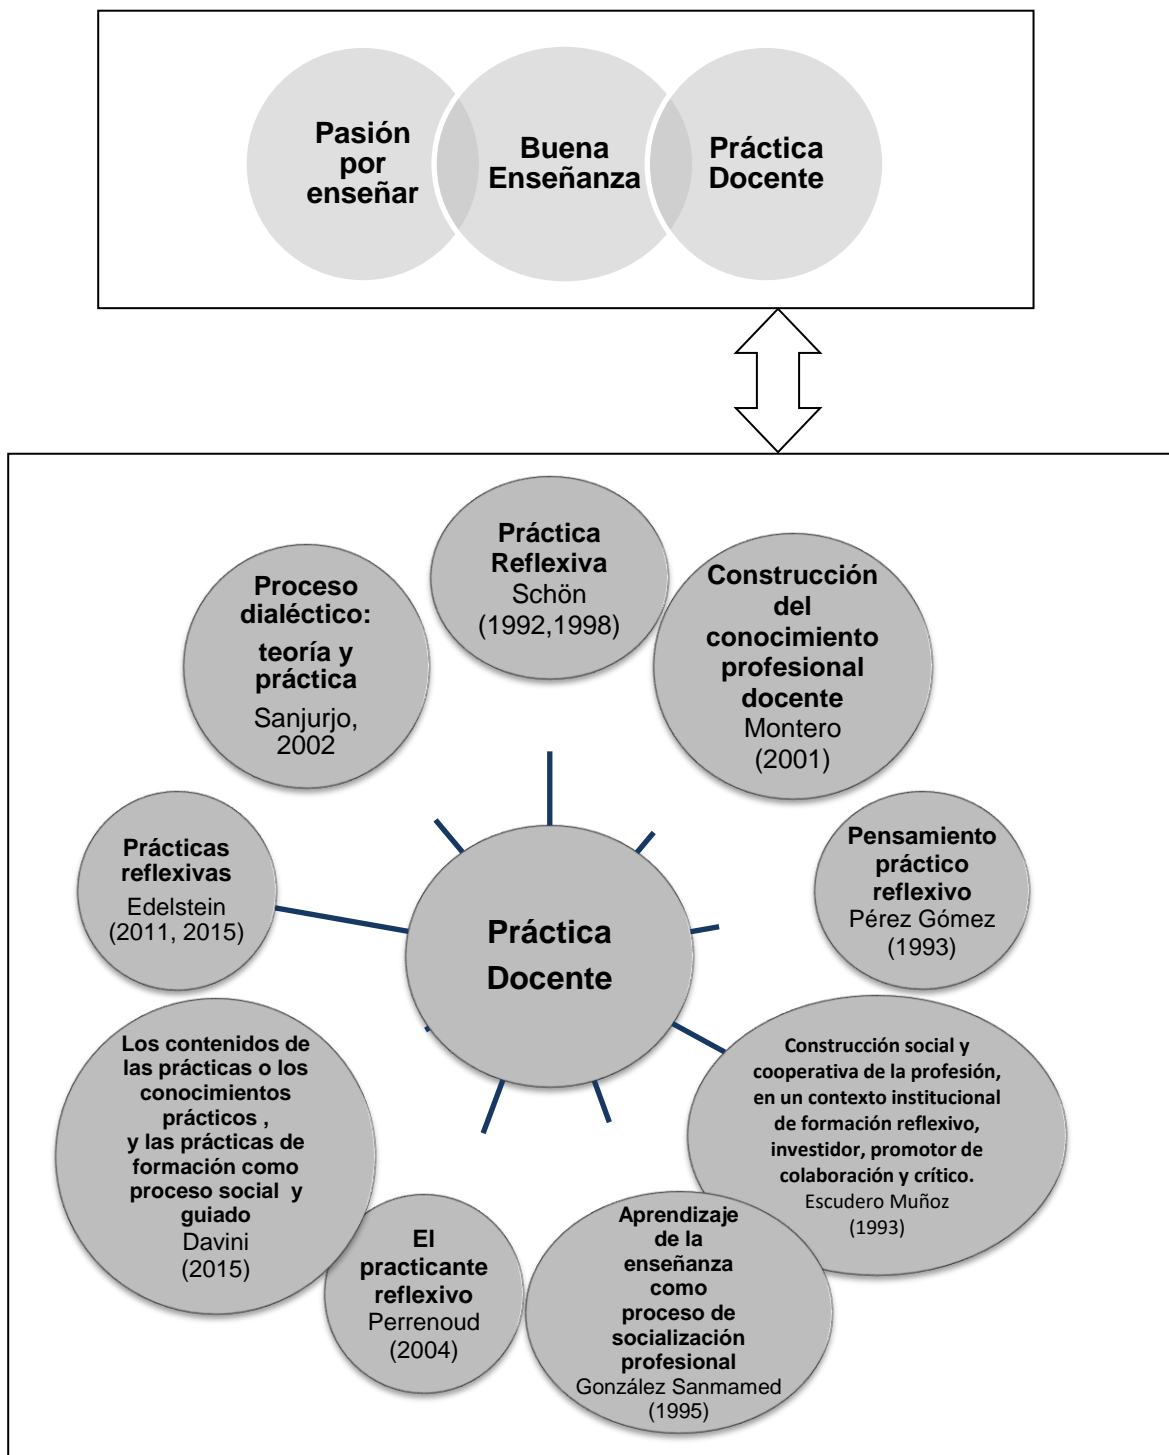 Pasión
por
enseñar
Buena
Enseñanza
Práctica
Docente
Práctica
Reflexiva
Schön
(1992,1998)
Construcción
del
conocimiento
profesional
docente
Montero
(2001)
Pensamiento
práctico
reflexivo
Pérez Gómez
(1993)
Construcción social y
cooperativa de la profesión,
en un contexto institucional
de formación reflexivo,
investidor, promotor de
colaboración y crítico.
Escudero Muñoz
(1993)
Aprendizaje
de la
enseñanza
como
proceso de
socialización
profesional
González Sanmamed
(1995)
El
practicante
reflexivo
Perrenoud
(2004)
Los contenidos de
las prácticas o los
conocimientos
prácticos ,
y las prácticas de
formación como
proceso social y
guiado
Davini
(2015)
Prácticas
reflexivas
Edelstein
(2011, 2015)
Proceso
dialéctico:
teoría y
práctica
Sanjurjo,
2002
Práctica
Docente